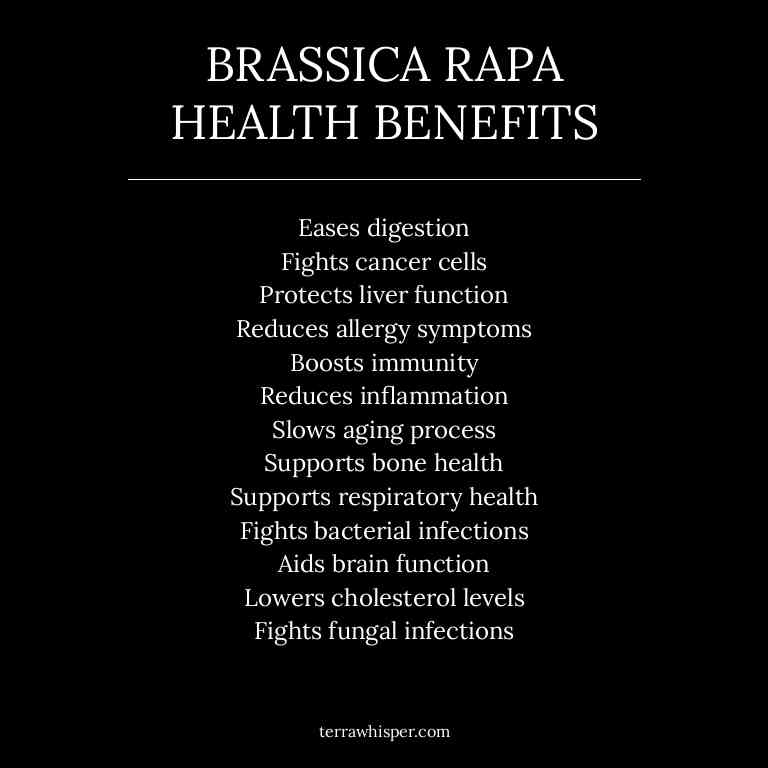 BRASSICA RAPA
HEALTH BENEFITS
Eases digestion
Fights cancer cells
Protects liver function
Reduces allergy symptoms
Boosts immunity
Reduces inflammation
Slows aging process
Supports bone health
Supports respiratory health
Fights bacterial infections
Aids brain function
Lowers cholesterol levels
Fights fungal infections
terrawhisper.com